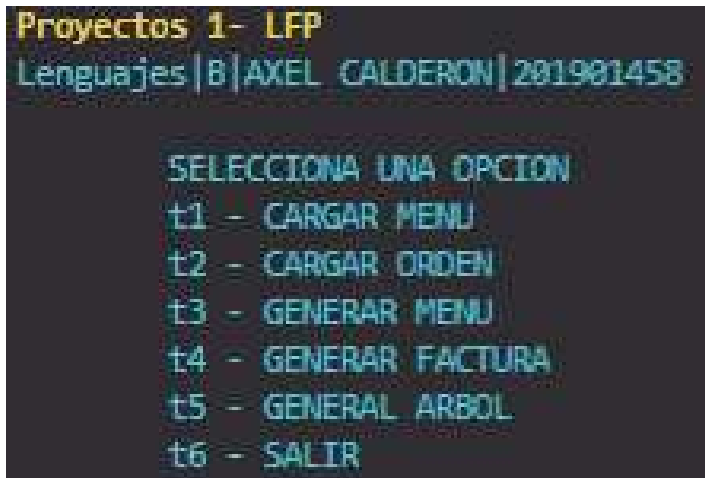 Proyectos 1- LFP
Lenguajes|B|AXEL CALDERON|201901458
SELECCIONA UNA OPCION
t1 - CARGAR MENU
t2 - CARGAR ORDEN
t3 - GENERAR MENU
t4 - GENERAR FACTURA
t5 - GENERAL ARBOL
t6 - SALIR